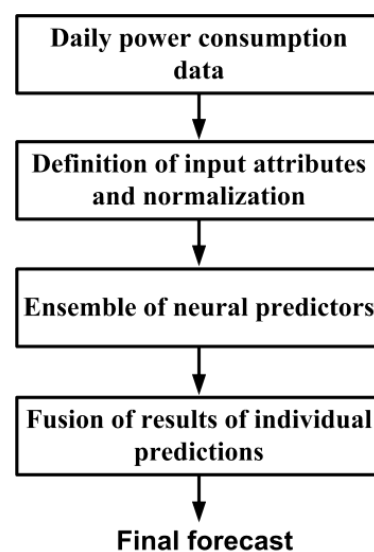 Daily power consumption
data
Definition of input attributes
and normalization
Ensemble of neural predictors
Fusion of results of individual
predictions
Final forecast